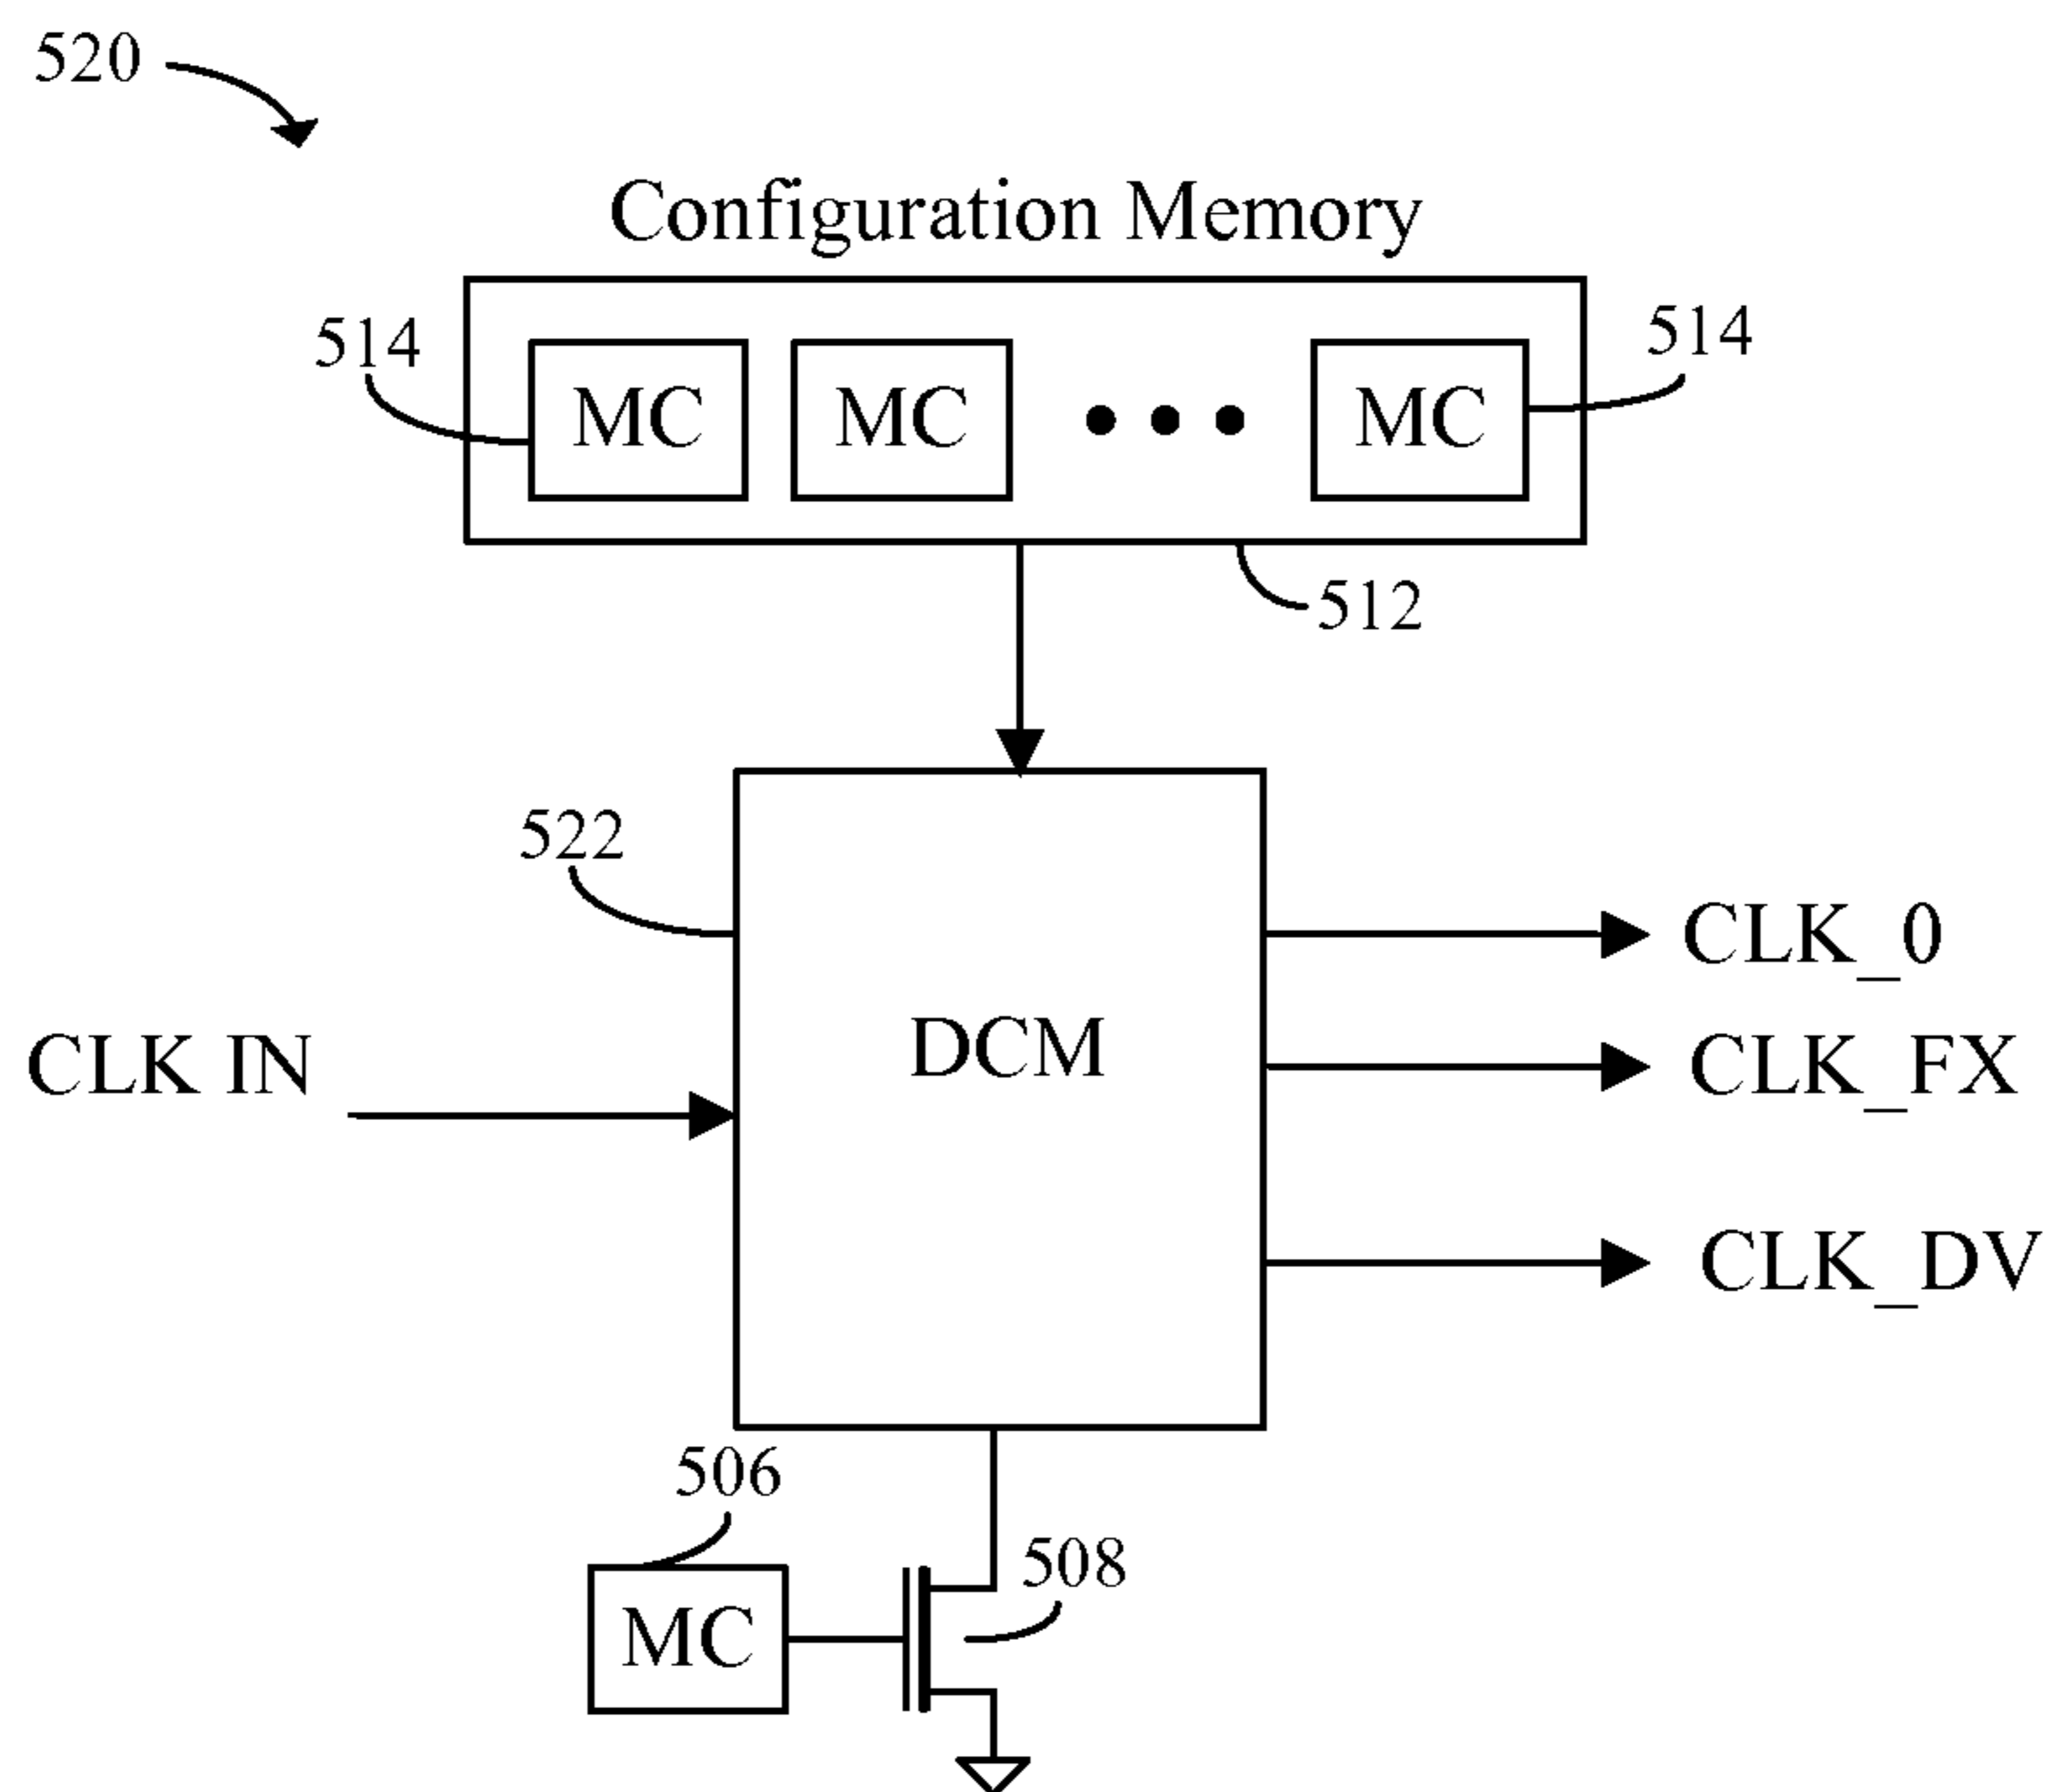 520
Configuration Memory
514
514
MC
MC
MC
512
522
CLK_0
DCM
CLK IN
CLK_FX
CLK_DV
506
508
MC